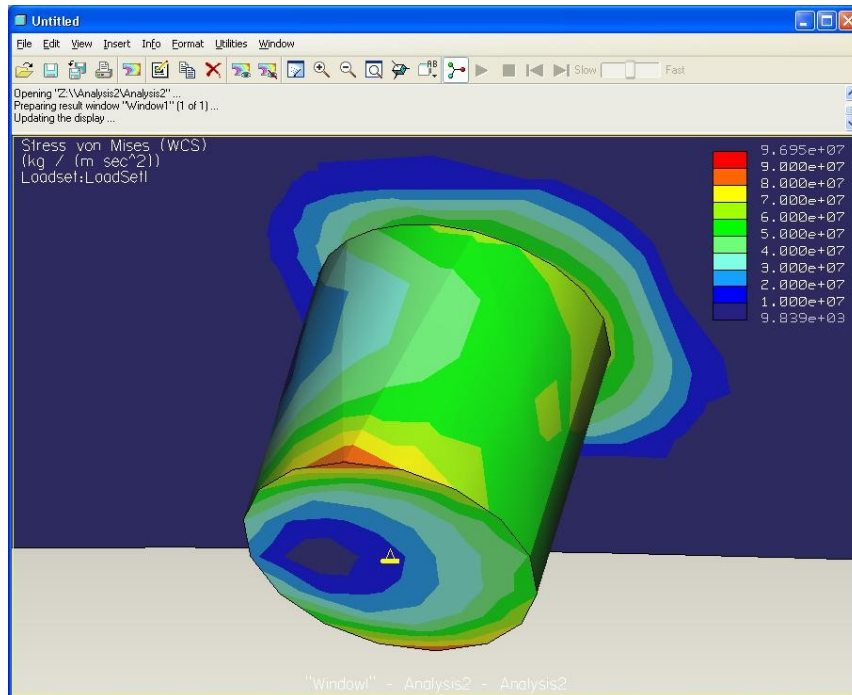 Untitled
File Edit View Insert Info Format Utilities Window
Slow Fast
Opening "Z:\\Analysis2\Analysis2" ...
Preparing result window "Window1" (1 of 1) ...
Updating the display ...
Stress von Mises (WCS)
(kg / (m sec^2))
Loadset:LoadSet1
9.695e+07
9.000e+07
8.000e+07
7.000e+07
6.000e+07
5.000e+07
4.000e+07
3.000e+07
2.000e+07
1.000e+07
9.839e+03
"Window1" - Analysis2 - Analysis2